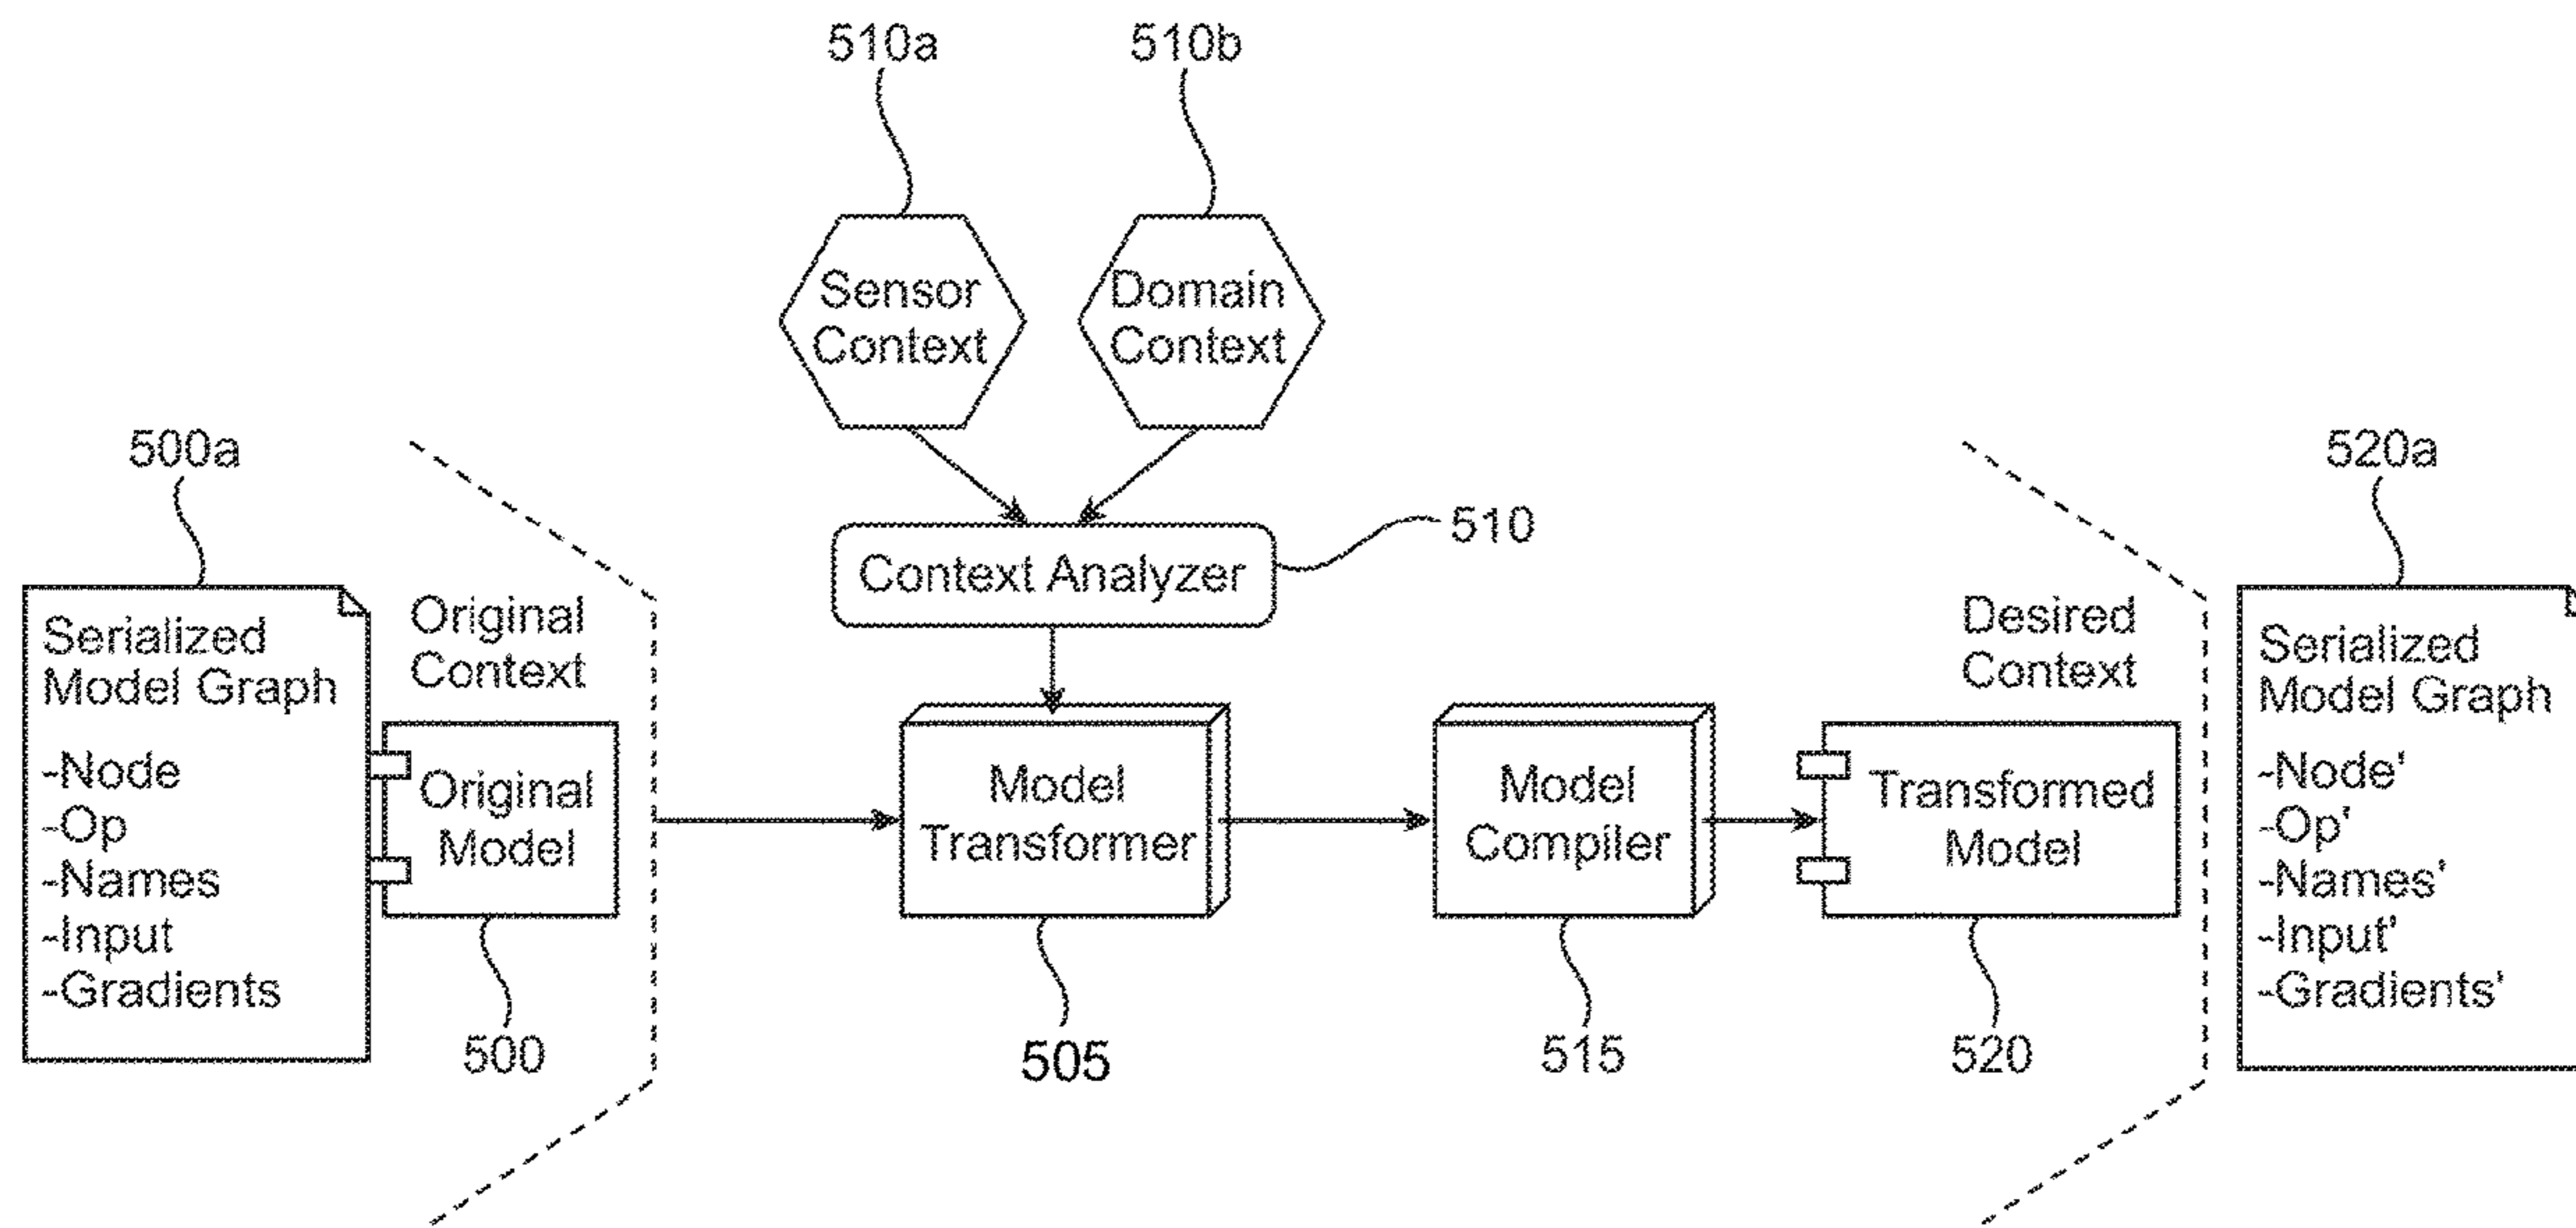 510a
510b
Sensor
Context
Domain
Context
500a
520a
510
Context Analyzer
Serialized
Model Graph
-Node
-Op
-Names
-Input
-Gradients
Original
Context
Original
Model
500
Model
Transformer
505
Model
Compiler
515
Desired
Context
Transformed
Model
520
Serialized
Model Graph
-Node'
-Op'
-Names'
-Input'
-Gradients'